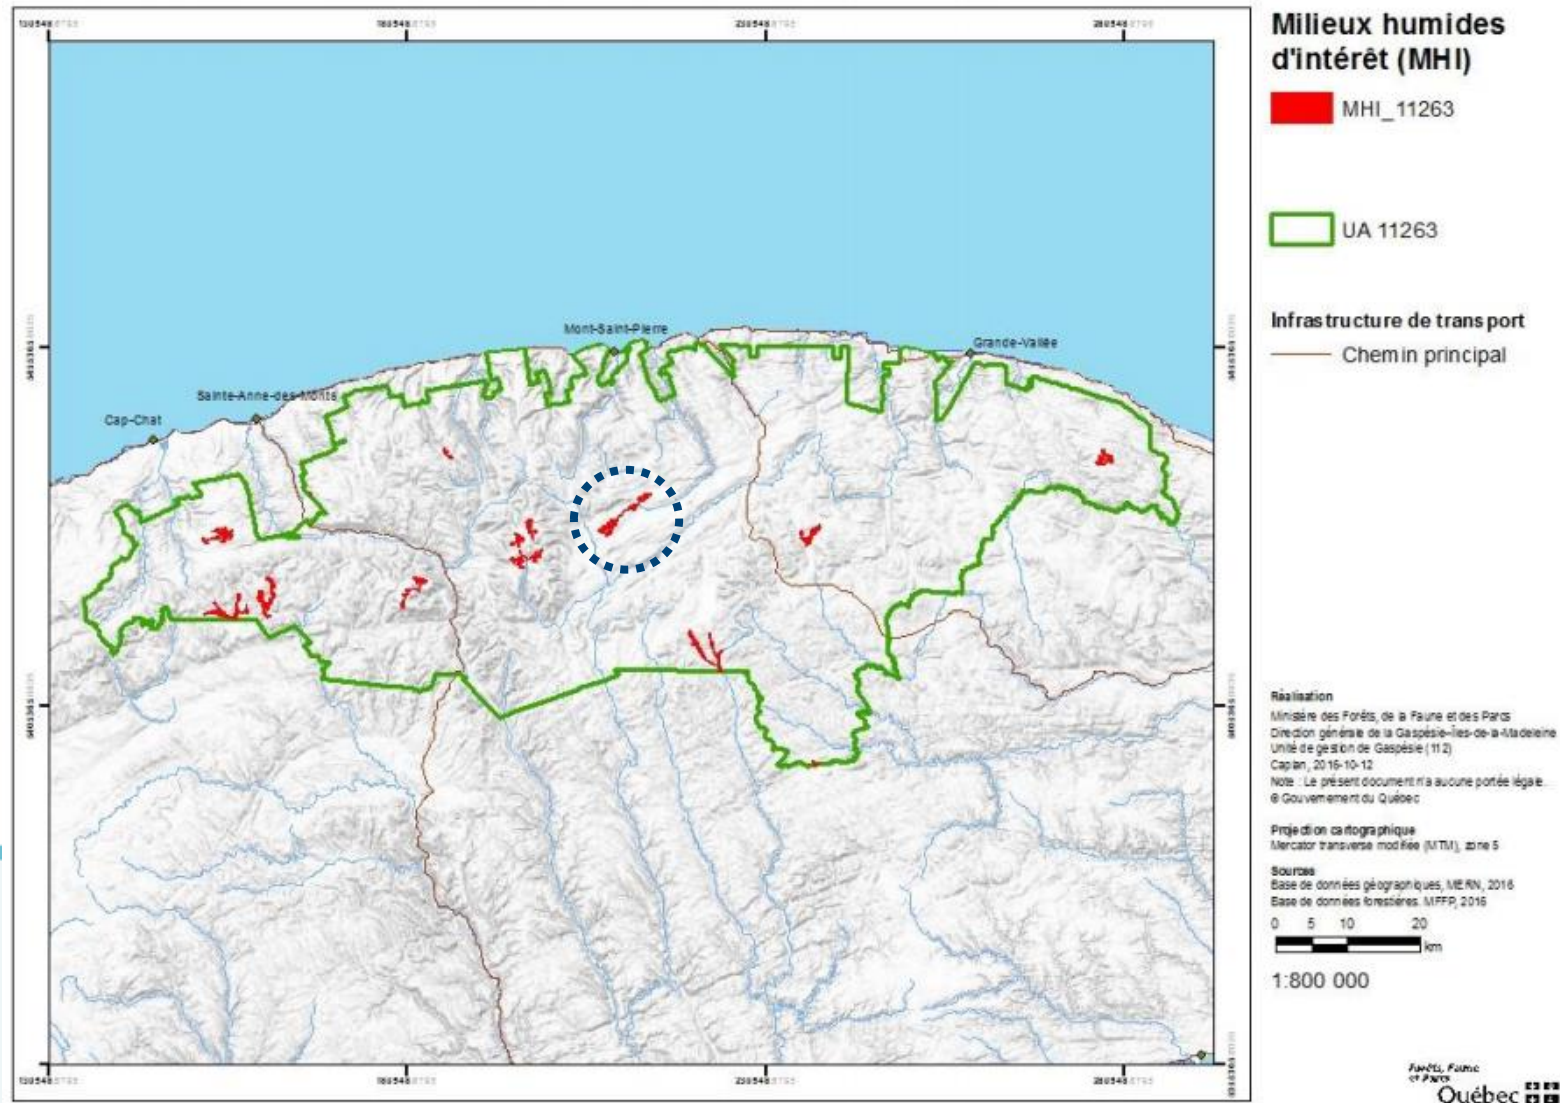 Milieux humides
d'intérêt (MHI)
MHI_11263
UA 11263
Infrastructure de transport
Chemin principal
Mont-Saint-Pierre
Grande-Vallée
Sainte-Anne-des-Monts
Cap-Chat
Réalisation
Ministère des Forêts, de la Faune et des Parcs
Direction générale de la Gaspésie–Îles-de-la-Madeleine
Unité de gestion de Gaspésie (112)
Caplan, 2016-10-12
Note : Le présent document n'a aucune portée légale.
© Gouvernement du Québec
Projection cartographique
Mercator transverse modifiée (MTM), zone 5
Sources
Base de données géographiques, MERN, 2016
Base de données forestières. MFFP, 2016
0 5 10 20
km
1:800 000
Forêts, Faune
et Parcs
Québec